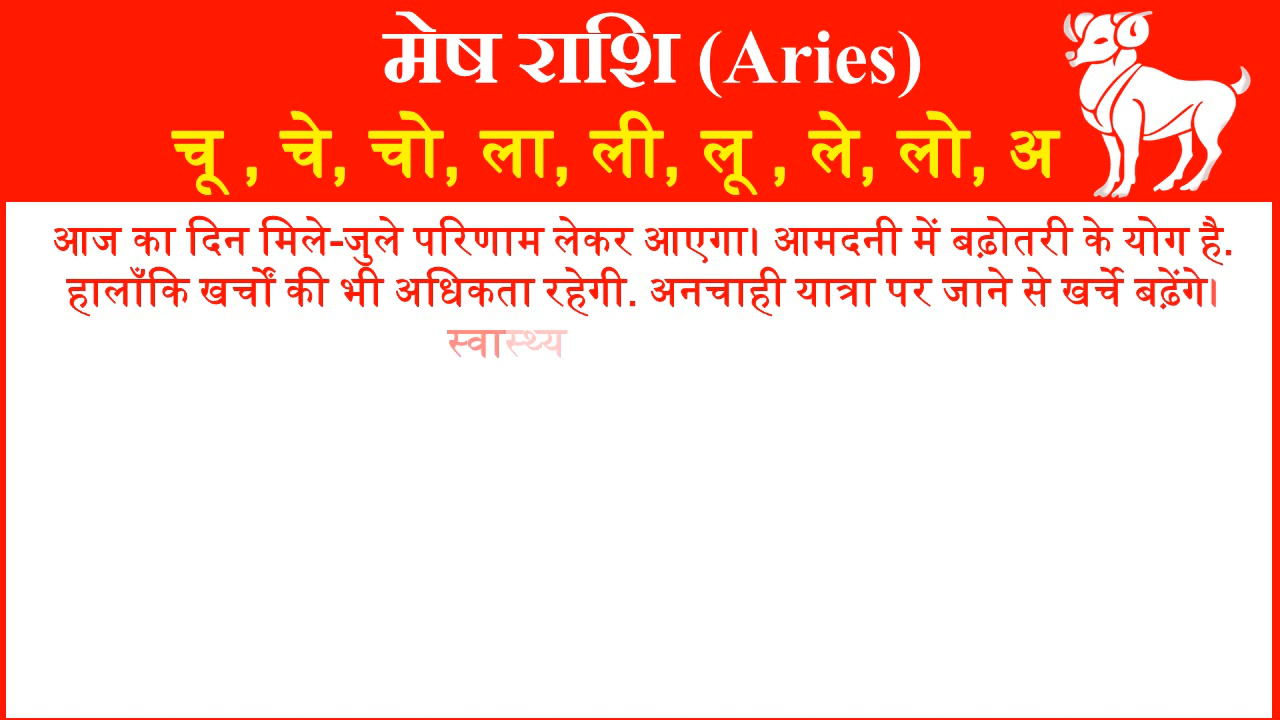 मेष राशि (Aries)
चू , चे, चो, ला, ली, लू , ले, लो, अ
आज का दिन मिले-जुले परिणाम लेकर आएगा। आमदनी में बढ़ोतरी के योग है.
हालाँकि खर्चों की भी अधिकता रहेगी. अनचाही यात्रा पर जाने से खर्चे बढ़ेंगे।
स्वास्थ्य